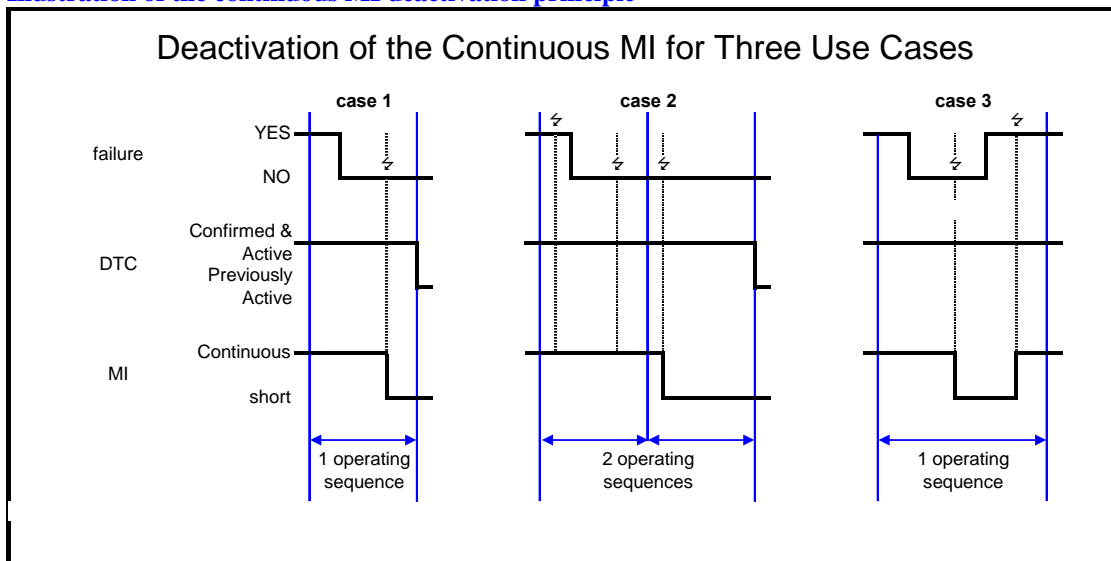 Illustration of the continuous MI deactivation principle
Deactivation of the Continuous MI for Three Use Cases
case 1
case 2
case 3
failure
YES
NO
DTC
Confirmed &
Active
Previously
Active
MI
Continuous
short
1 operating
sequence
2 operating
sequences
1 operating
sequence